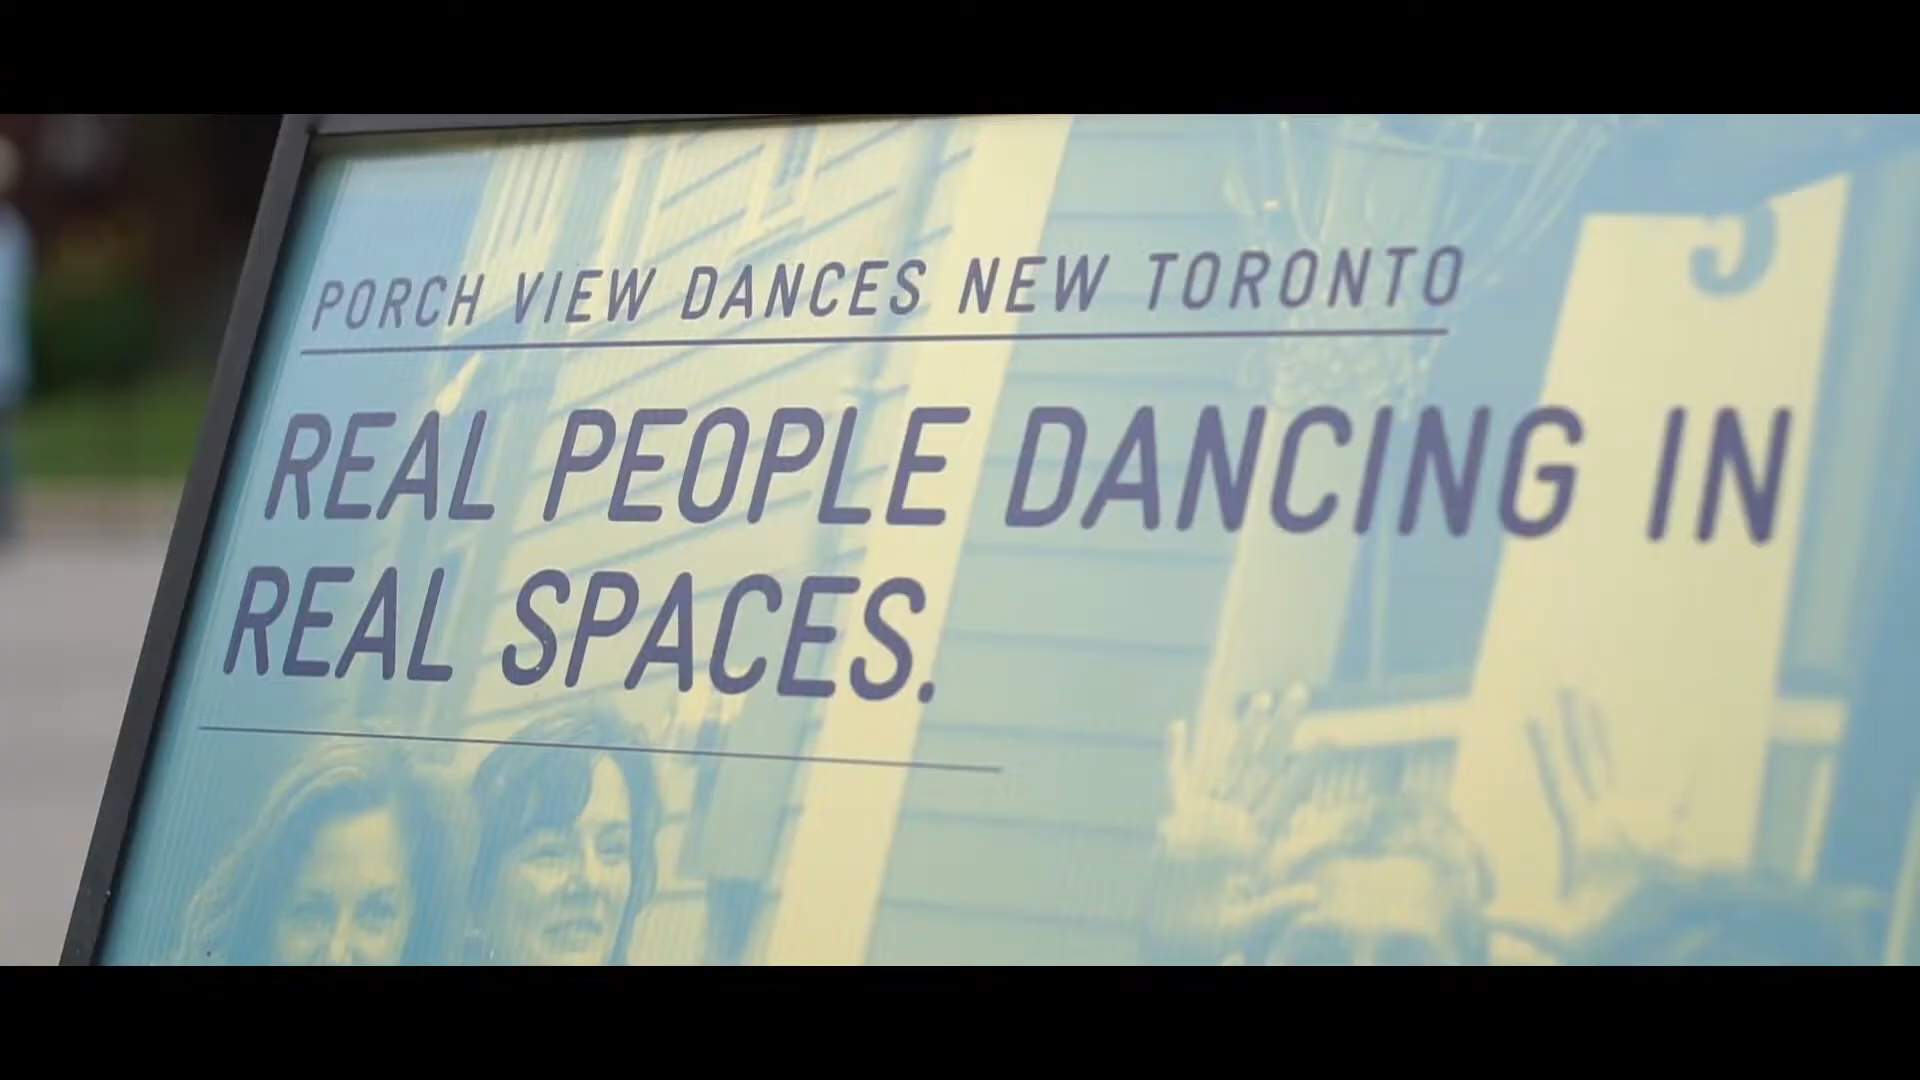 PORCH VIEW DANCES NEW TORONTO
REAL PEOPLE DANCING IN
REAL SPACES.